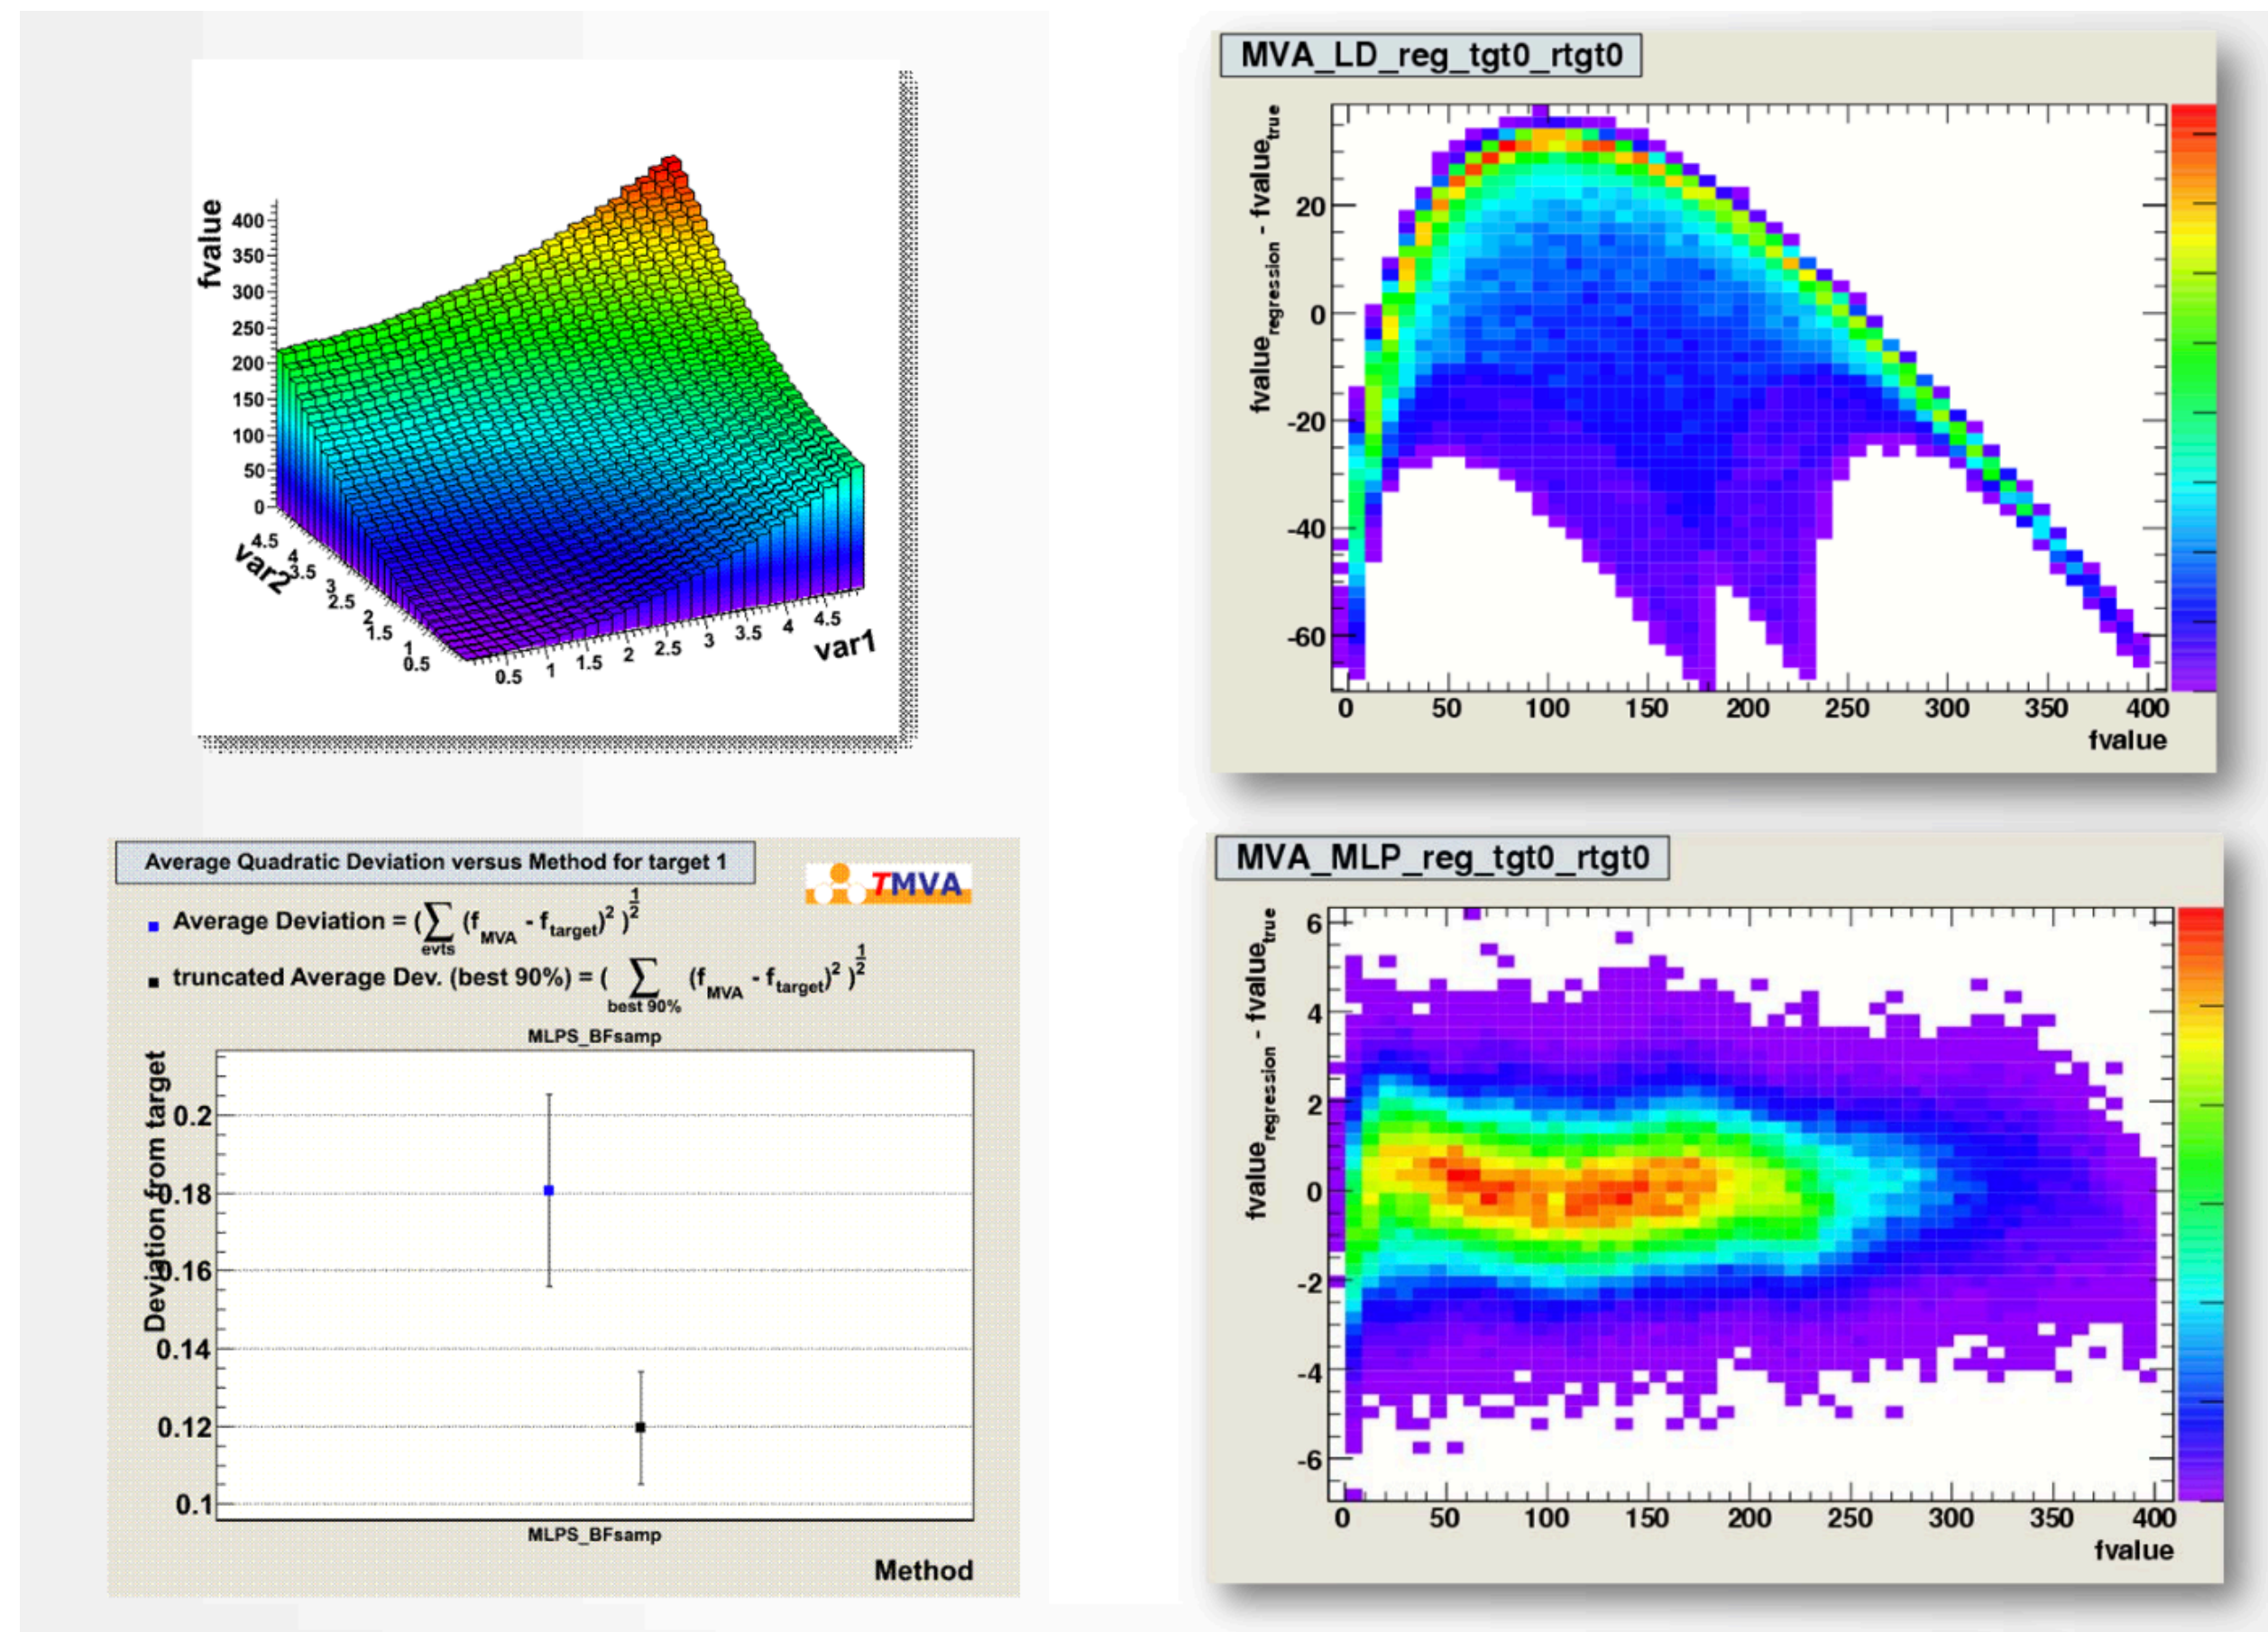 fvalue
400
350
300
250
200
150
100
50
0
4.5
4
3.5
3
2.5
2
1.5
1
0.5
var2
0.5
1
1.5
2
2.5
3
3.5
4
4.5
var1
MVA_LD_reg_tgt0_rtgt0
fvalue_regression - fvalue_true
20
0
-20
-40
-60
0 50 100 150 200 250 300 350 400
fvalue
Average Quadratic Deviation versus Method for target 1
TMVA
Average Deviation = (∑ (f_MVA - f_target)² )^1/2
evts
truncated Average Dev. (best 90%) = ( ∑ (f_MVA - f_target)² )^1/2
best 90%
MLPS_BFsamp
Deviation from target
0.2
0.18
0.16
0.14
0.12
0.1
MLPS_BFsamp
Method
MVA_MLP_reg_tgt0_rtgt0
fvalue_regression - fvalue_true
6
4
2
0
-2
-4
-6
0 50 100 150 200 250 300 350 400
fvalue